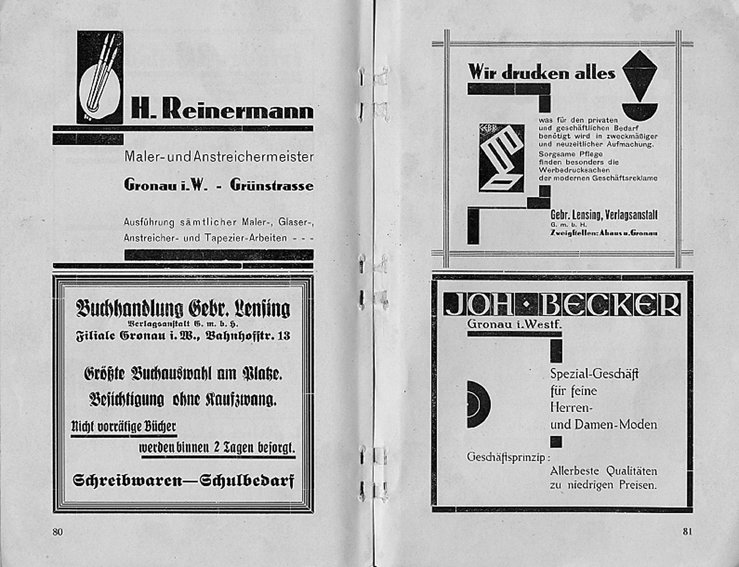 H. Reinermann
Maler- und Anstreichermeister
Gronau i.W. - Grünstrasse
Ausführung sämtlicher Maler-, Glaser-,
Anstreicher- und Tapezier-Arbeiten - - -
Buchhandlung Gebr. Lensing
Verlagsanstalt G. m. b. H.
Filiale Gronau i. W., Bahnhofstr. 13
Größte Buchauswahl am Platze.
Besichtigung ohne Kaufzwang.
Nicht vorrätige Bücher
werden binnen 2 Tagen besorgt.
Schreibwaren—Schulbedarf
80
Wir drucken alles
was für den privaten
und geschäftlichen Bedarf
benötigt wird in zweckmäßiger
und neuzeitlicher Aufmachung.
Sorgsame Pflege
finden besonders die
Werbedrucksachen
der modernen Geschäftsreklame
Gebr. Lensing, Verlagsanstalt
G. m. b. H.
Zweigstellen: Ahaus u. Gronau
JOH · BECKER
Gronau i. Westf.
Spezial-Geschäft
für feine
Herren-
und Damen-Moden
Geschäftsprinzip:
Allerbeste Qualitäten
zu niedrigen Preisen.
81